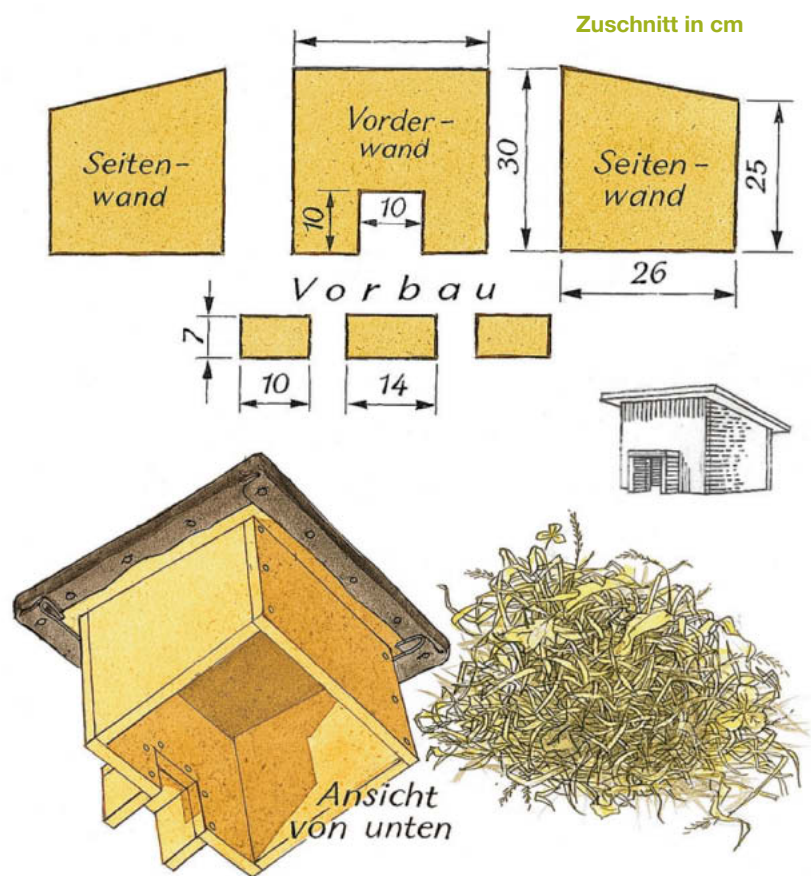 Zuschnitt in cm
Seiten-
wand
Vorder-
wand
10
10
30
Seiten-
wand
25
26
Vorbau
7
10
14
Ansicht
von unten